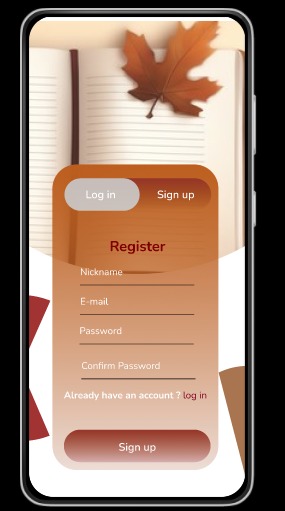 Log in Sign up
Register
Nickname
E-mail
Password
Confirm Password
Already have an account ? log in
Sign up